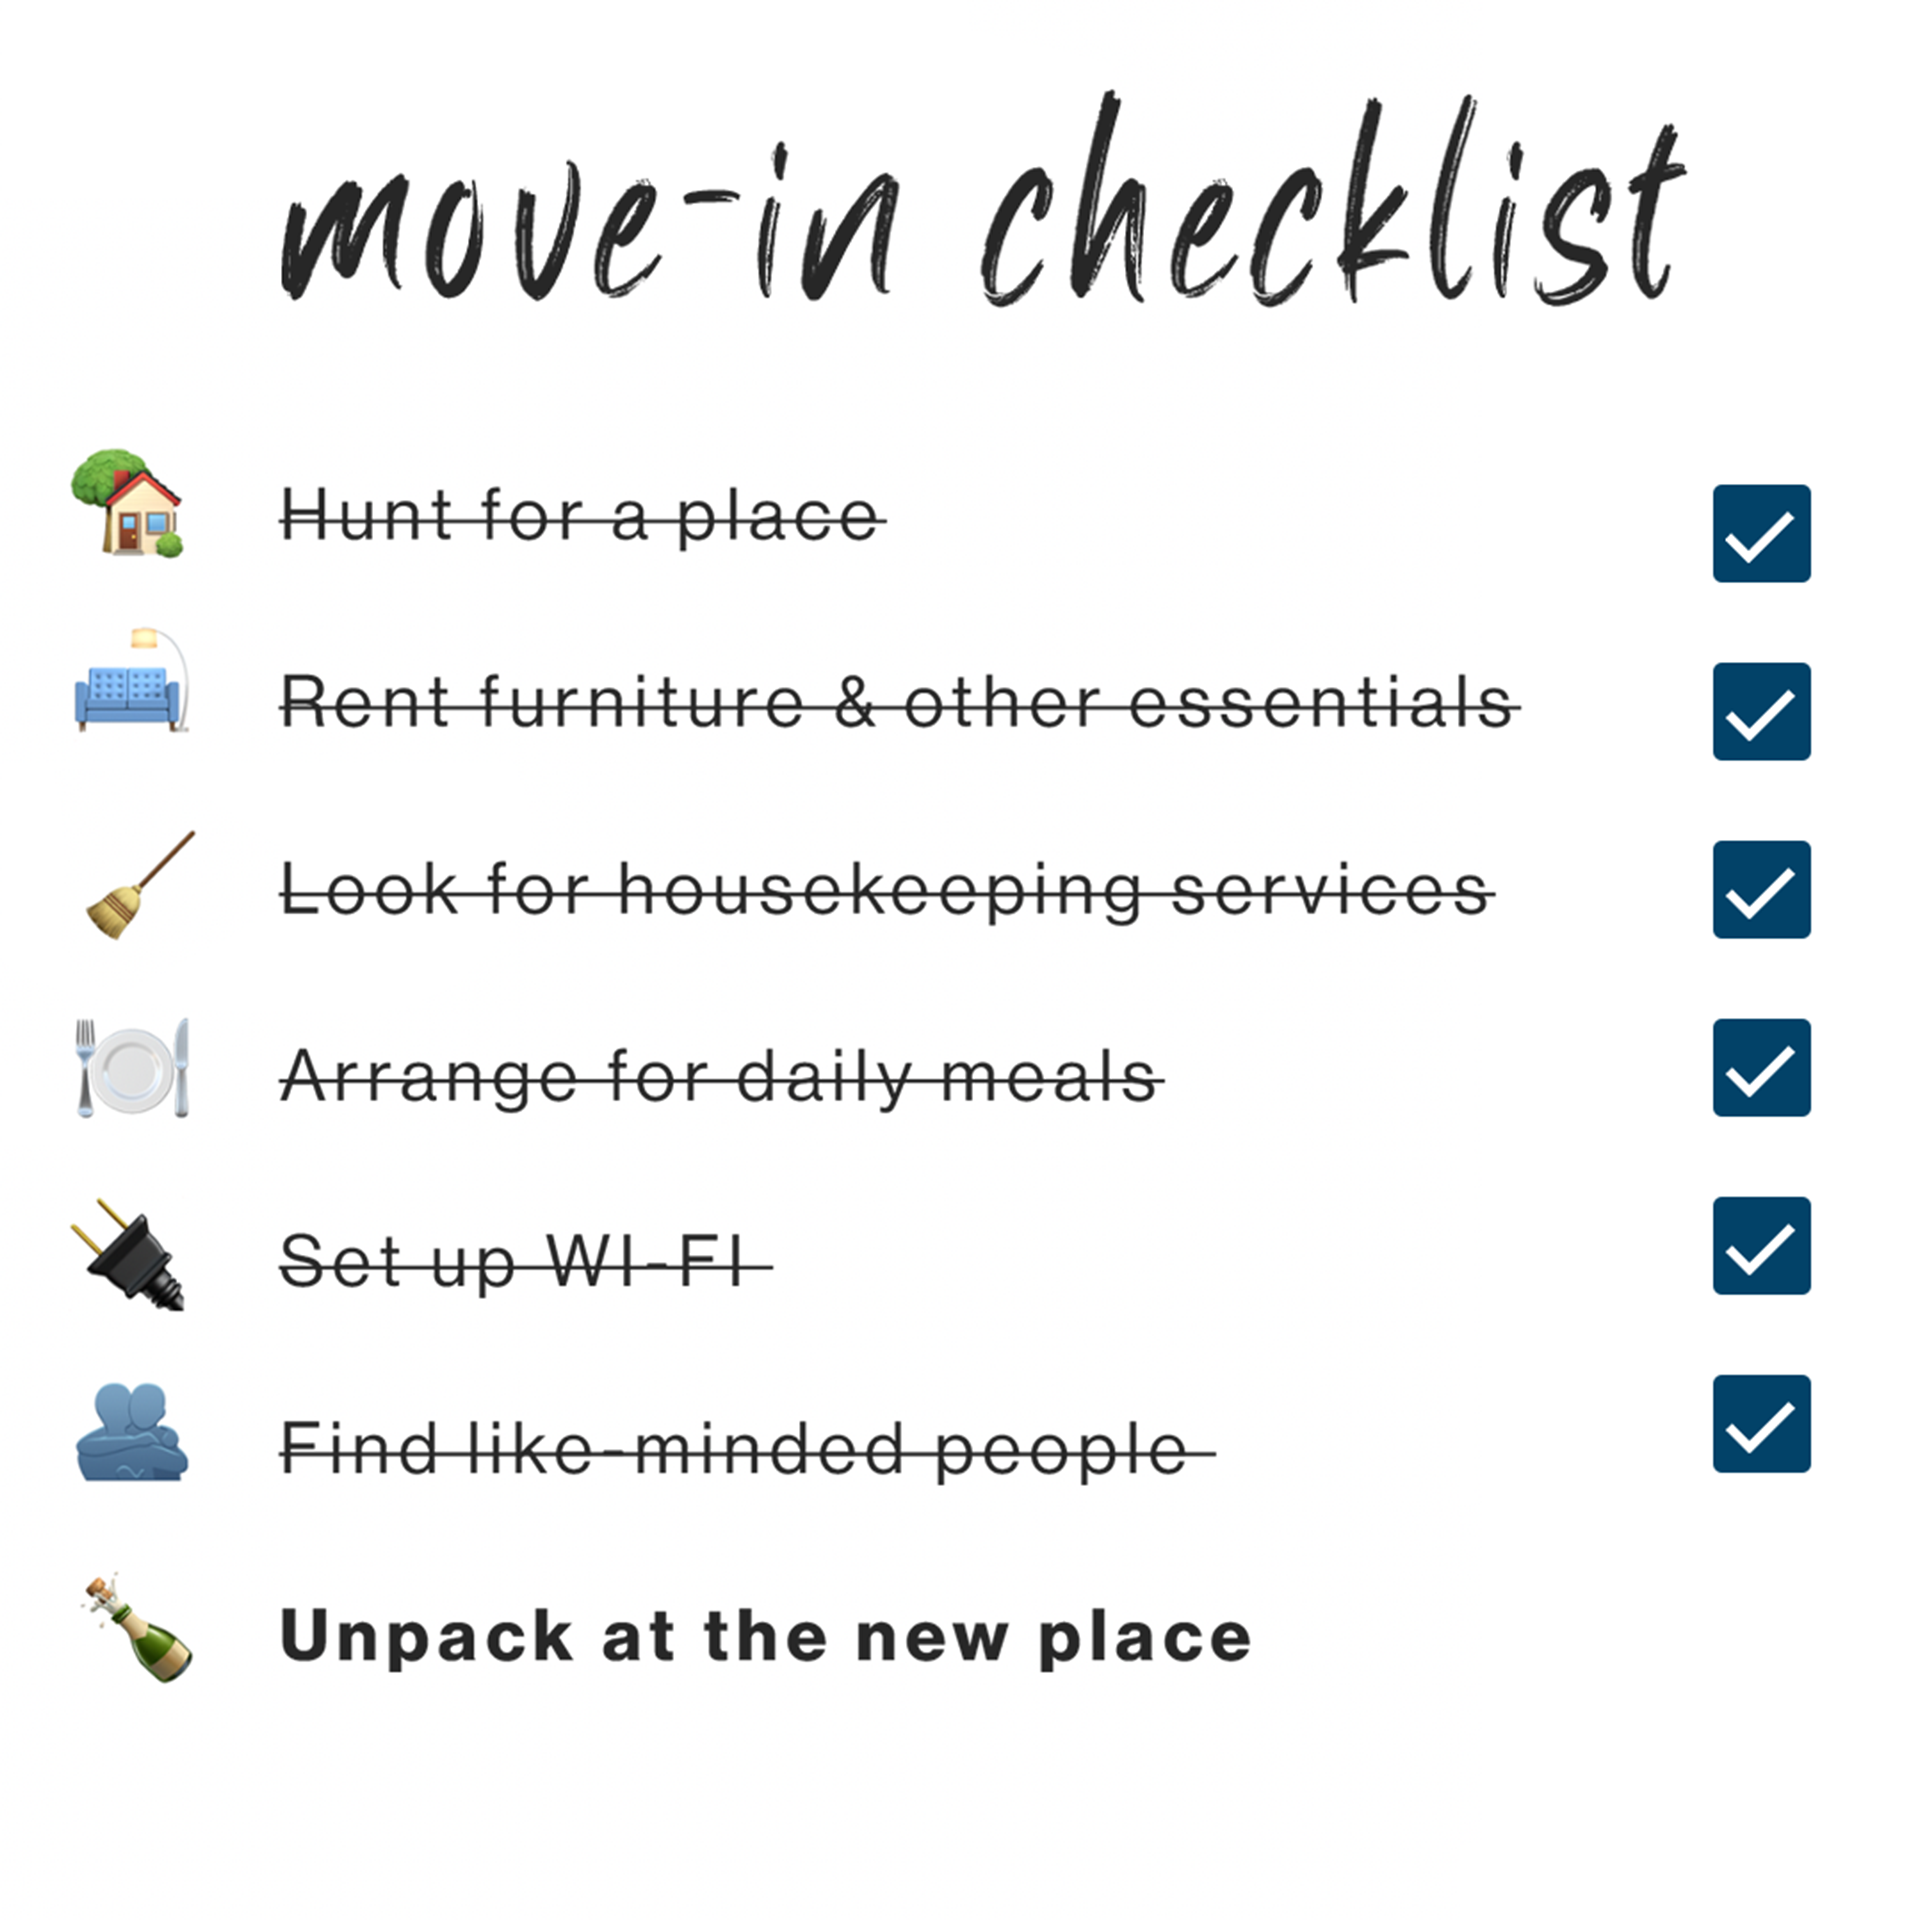 move-in checklist
Hunt for a place
Rent furniture & other essentials
Look for housekeeping services
Arrange for daily meals
Set up WI-FI
Find like-minded people
Unpack at the new place